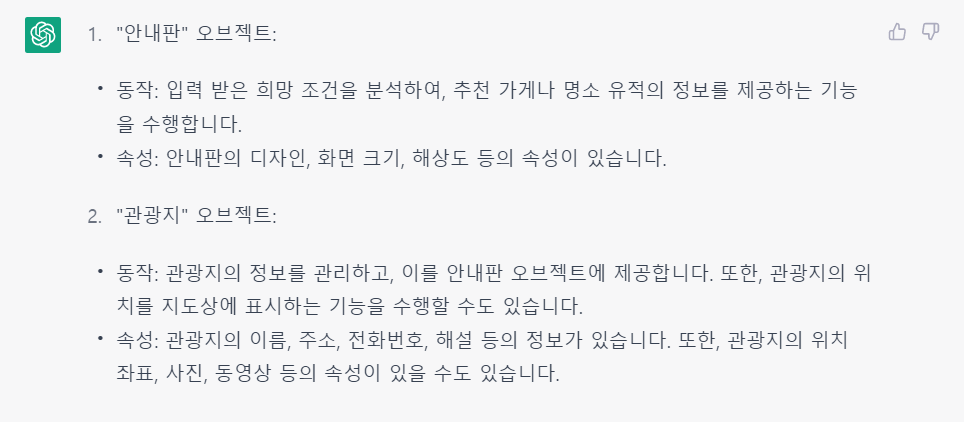 1. "안내판" 오브젝트:
• 동작: 입력 받은 희망 조건을 분석하여, 추천 가게나 명소 유적의 정보를 제공하는 기능
을 수행합니다.
• 속성: 안내판의 디자인, 화면 크기, 해상도 등의 속성이 있습니다.
2. "관광지" 오브젝트:
• 동작: 관광지의 정보를 관리하고, 이를 안내판 오브젝트에 제공합니다. 또한, 관광지의 위
치를 지도상에 표시하는 기능을 수행할 수도 있습니다.
• 속성: 관광지의 이름, 주소, 전화번호, 해설 등의 정보가 있습니다. 또한, 관광지의 위치
좌표, 사진, 동영상 등의 속성이 있을 수도 있습니다.